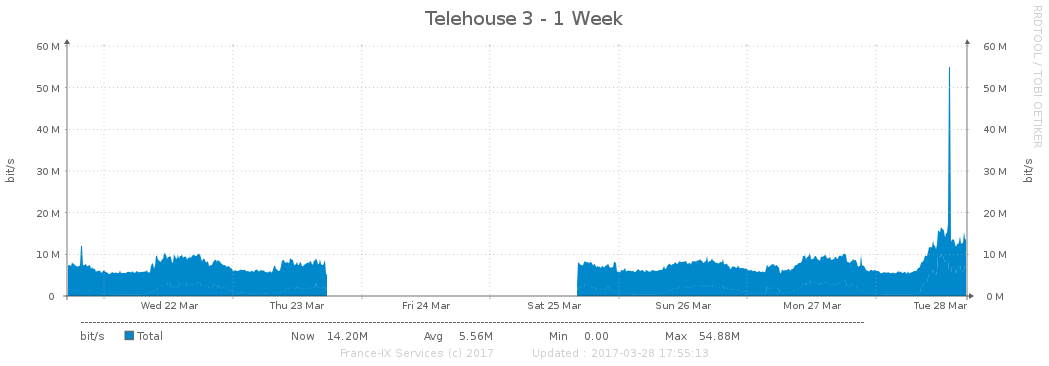 Telehouse 3 - 1 Week
RRDTOOL / TOBI OETIKER
60 M 60 M
50 M 50 M
40 M 40 M
30 M 30 M
20 M 20 M
10 M 10 M
0 0 M
bit/s bit/s
Wed 22 Mar Thu 23 Mar Fri 24 Mar Sat 25 Mar Sun 26 Mar Mon 27 Mar Tue 28 Mar
bit/s Total Now 14.20M Avg 5.56M Min 0.00 Max 54.88M
France-IX Services (c) 2017 Updated : 2017-03-28 17:55:13